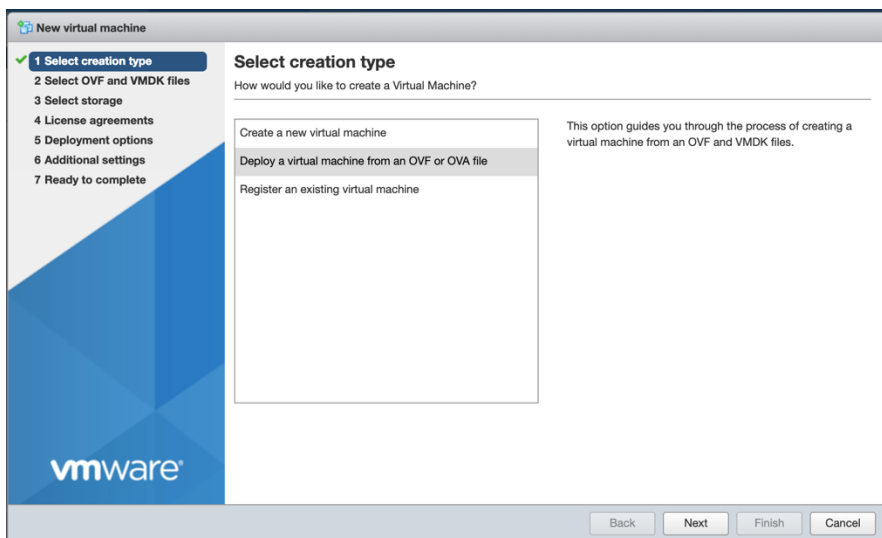 New virtual machine
1 Select creation type
2 Select OVF and VMDK files
3 Select storage
4 License agreements
5 Deployment options
6 Additional settings
7 Ready to complete
vmware®
Select creation type
How would you like to create a Virtual Machine?
Create a new virtual machine
Deploy a virtual machine from an OVF or OVA file
Register an existing virtual machine
This option guides you through the process of creating a
virtual machine from an OVF and VMDK files.
Back Next Finish Cancel